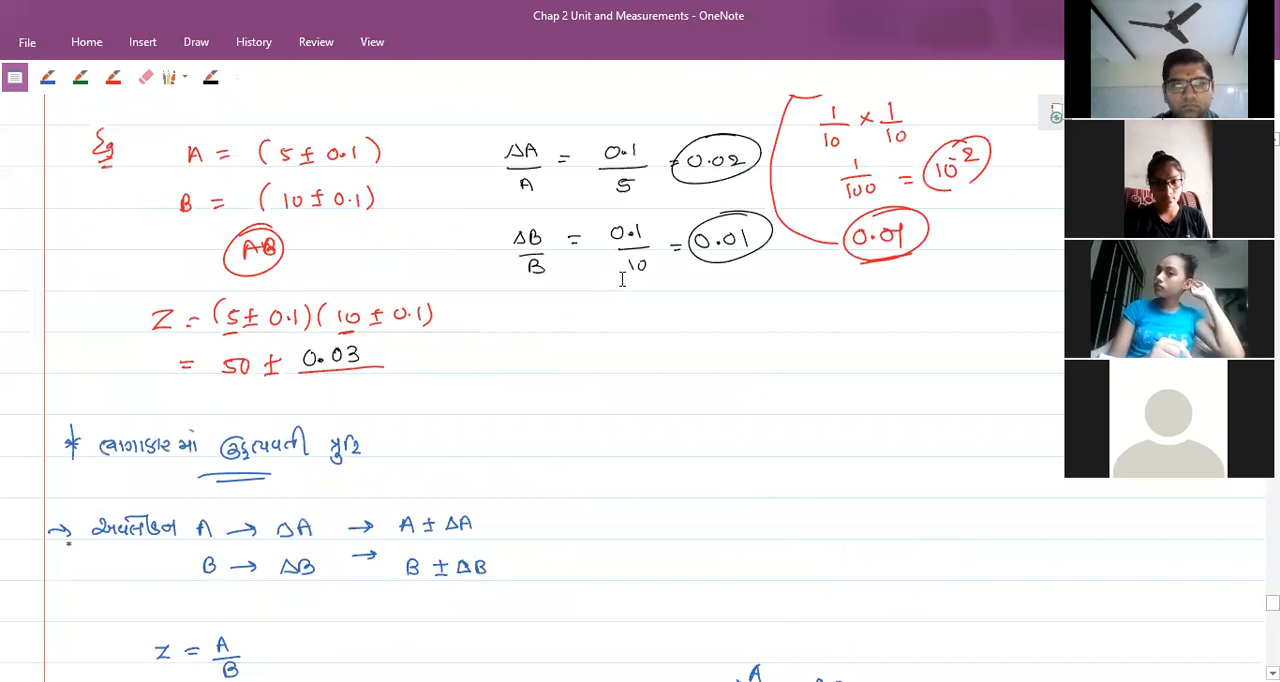 Chap 2 Unit and Measurements - OneNote
File Home Insert Draw History Review View
Eg
A = (5 ± 0.1)
B = (10 ± 0.1)
AB
Z = (5 ± 0.1)(10 ± 0.1)
= 50 ± 0.03
ΔA/A = 0.1/5 = 0.02
ΔB/B = 0.1/10 = 0.01
1/10 × 1/10
1/100 = 10⁻²
0.01
* ભાગાકાર માં ઉદ્દભવતી ત્રુટિ
→ અવલોકન A → ΔA → A ± ΔA
B → ΔB → B ± ΔB
Z = A/B
A